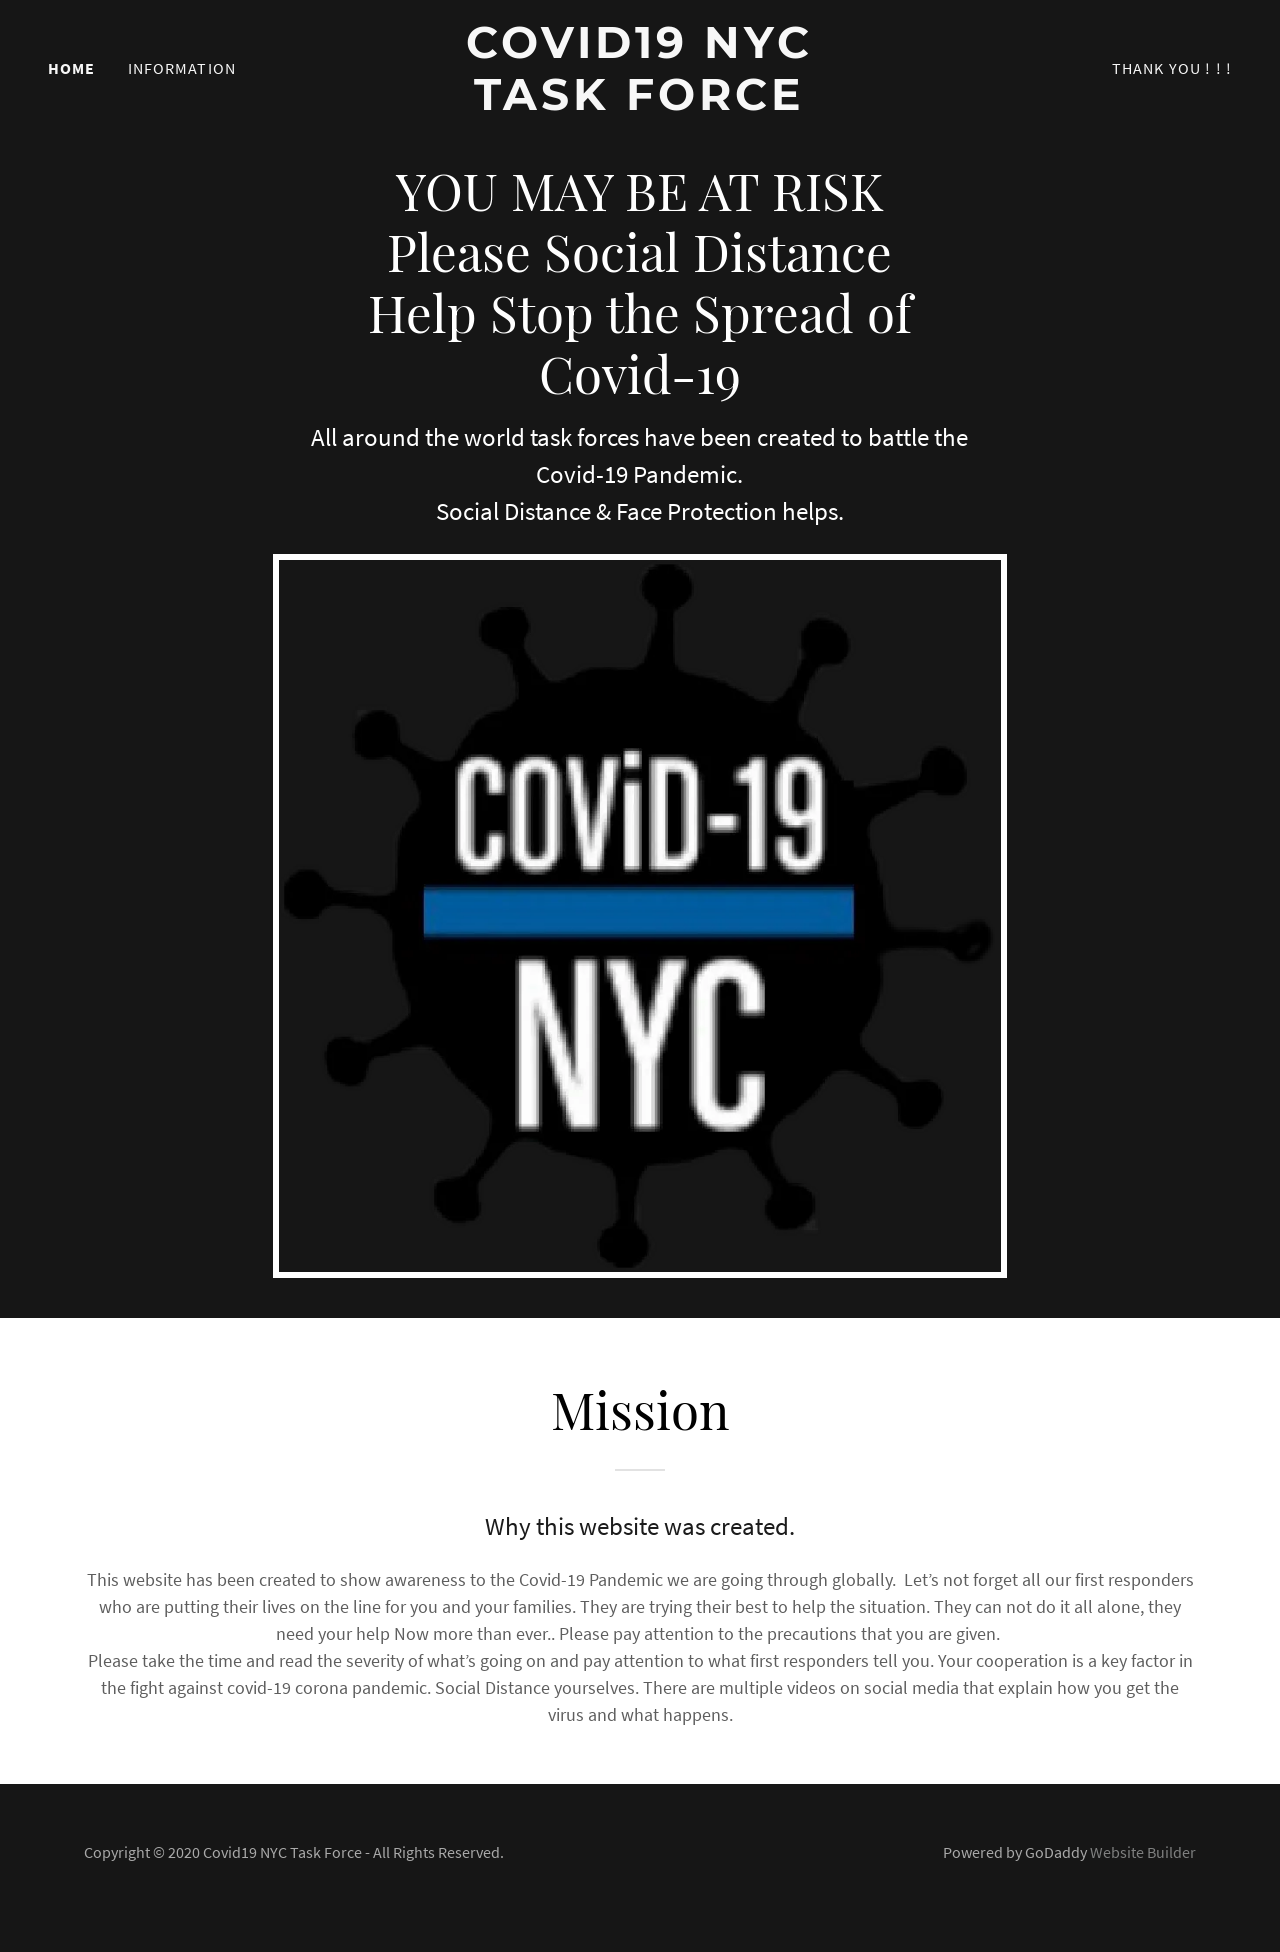 HOME
INFORMATION
COVID19 NYC
TASK FORCE
THANK YOU ! ! !
YOU MAY BE AT RISK
Please Social Distance
Help Stop the Spread of
Covid-19
All around the world task forces have been created to battle the
Covid-19 Pandemic.
Social Distance & Face Protection helps.
COViD-19
NYC
Mission
Why this website was created.
This website has been created to show awareness to the Covid-19 Pandemic we are going through globally.  Let’s not forget all our first responders
who are putting their lives on the line for you and your families. They are trying their best to help the situation. They can not do it all alone, they
need your help Now more than ever.. Please pay attention to the precautions that you are given.
Please take the time and read the severity of what’s going on and pay attention to what first responders tell you. Your cooperation is a key factor in
the fight against covid-19 corona pandemic. Social Distance yourselves. There are multiple videos on social media that explain how you get the
virus and what happens.
Copyright © 2020 Covid19 NYC Task Force - All Rights Reserved.
Powered by GoDaddy Website Builder